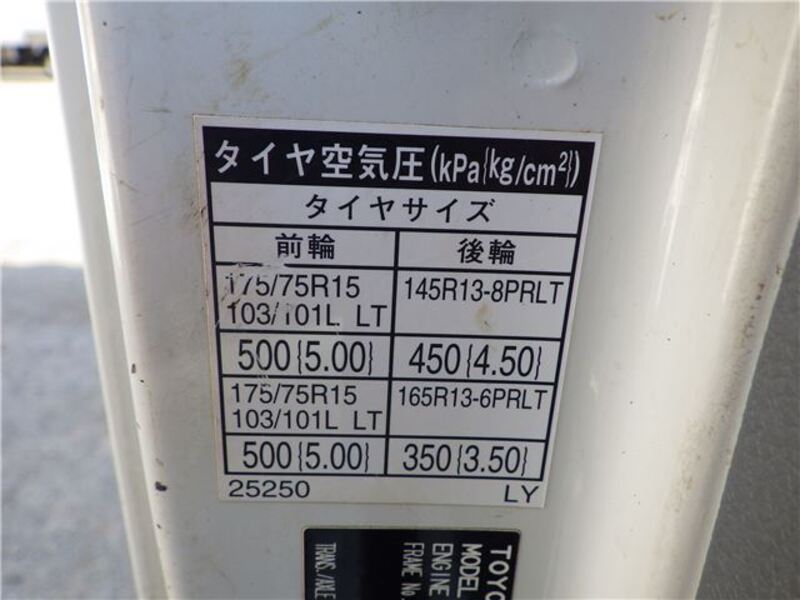 タイヤ空気圧(kPa{kg/cm²})
タイヤサイズ
前輪 後輪
175/75R15 145R13-8PRLT
103/101L LT
500{5.00} 450{4.50}
175/75R15 165R13-6PRLT
103/101L LT
500{5.00} 350{3.50}
25250 LY
MODEL
ENGINE
FRAME No.
TRANS./AXLE